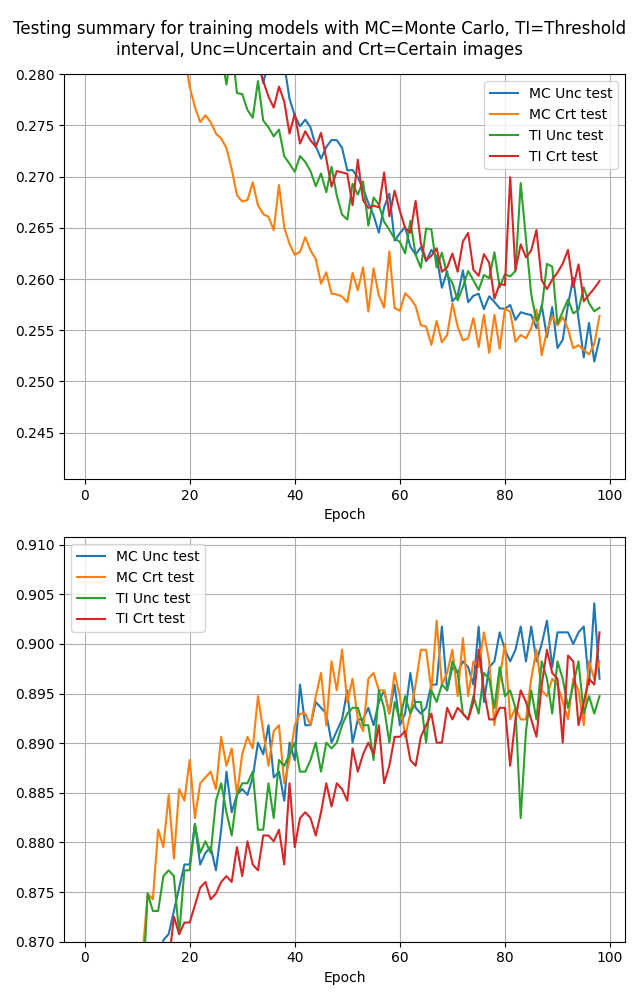 Testing summary for training models with MC=Monte Carlo, TI=Threshold
interval, Unc=Uncertain and Crt=Certain images
0.280
0.275
0.270
0.265
0.260
0.255
0.250
0.245
MC Unc test
MC Crt test
TI Unc test
TI Crt test
0 20 40 60 80 100
Epoch
0.910
0.905
0.900
0.895
0.890
0.885
0.880
0.875
0.870
MC Unc test
MC Crt test
TI Unc test
TI Crt test
0 20 40 60 80 100
Epoch